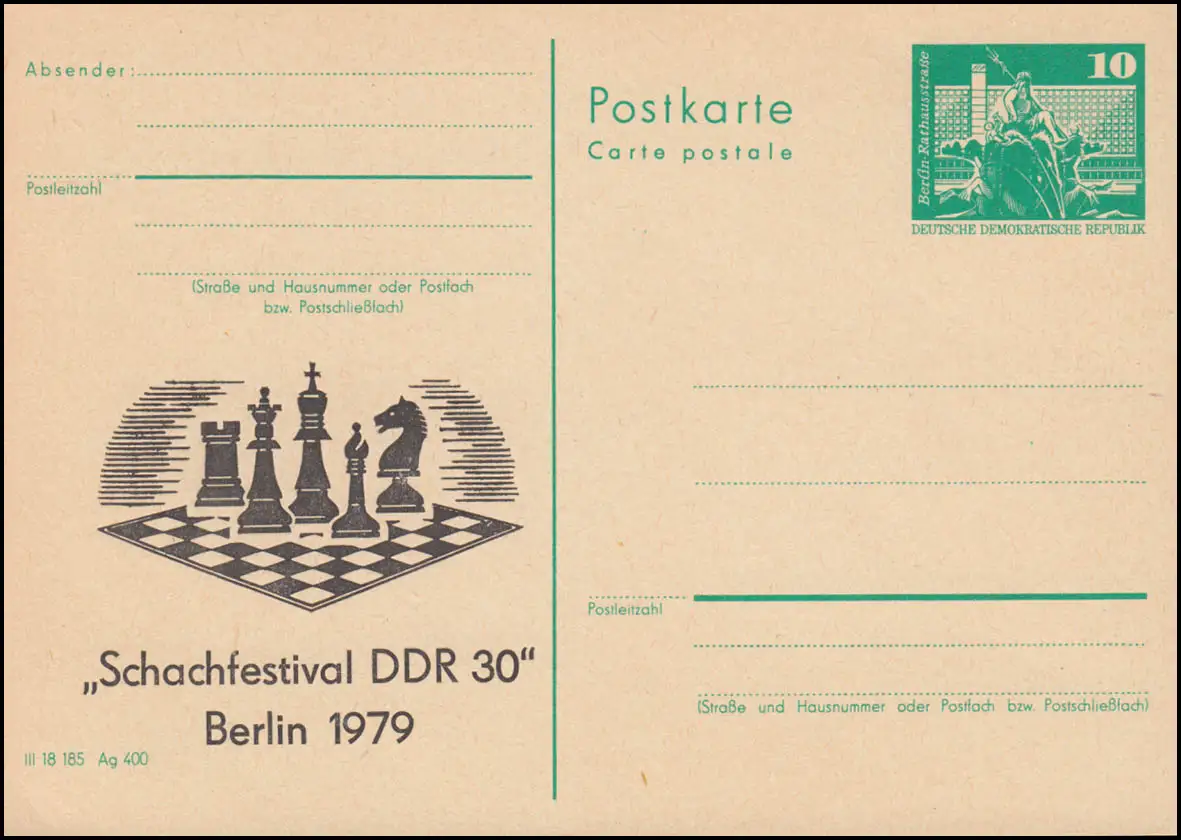 Absender:
Postleitzahl
(Straße und Hausnummer oder Postfach
bzw. Postschließfach)
„Schachfestival DDR 30“
Berlin 1979
III 18 185 Ag 400
Postkarte
Carte postale
10
Berlin-Rathausstraße
DEUTSCHE DEMOKRATISCHE REPUBLIK
Postleitzahl
(Straße und Hausnummer oder Postfach bzw. Postschließfach)